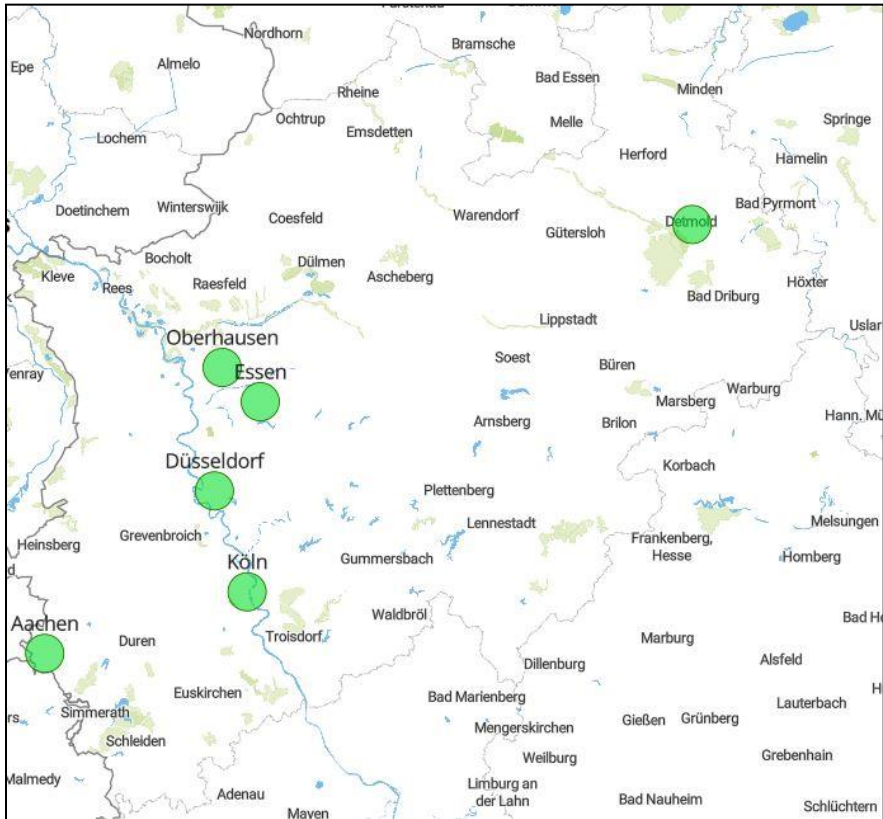 Nordhorn
Bramsche
Epe
Almelo
Bad Essen
Rheine
Minden
Ochtrup
Melle
Springe
Lochem
Emsdetten
Herford
Hamelin
Doetinchem
Winterswijk
Coesfeld
Warendorf
Gütersloh
Detmold
Bad Pyrmont
Bocholt
Dülmen
Kleve
Rees
Raesfeld
Ascheberg
Bad Driburg
Höxter
Lippstadt
Uslar
Oberhausen
Essen
Soest
Büren
Warburg
Marsberg
Arnsberg
Brilon
Hann. Mü
Düsseldorf
Korbach
Plettenberg
Lennestadt
Melsungen
Grevenbroich
Heinsberg
Frankenberg,
Hesse
Homberg
Köln
Gummersbach
Waldbröl
Bad H
Aachen
Duren
Troisdorf
Marburg
Alsfeld
Dillenburg
Euskirchen
Bad Marienberg
Simmerath
Gießen
Grünberg
Lauterbach
Mengerskirchen
Schleiden
Weilburg
Grebenhain
Malmedy
Adenau
Limburg an
der Lahn
Bad Nauheim
Schlüchtern
Mayen